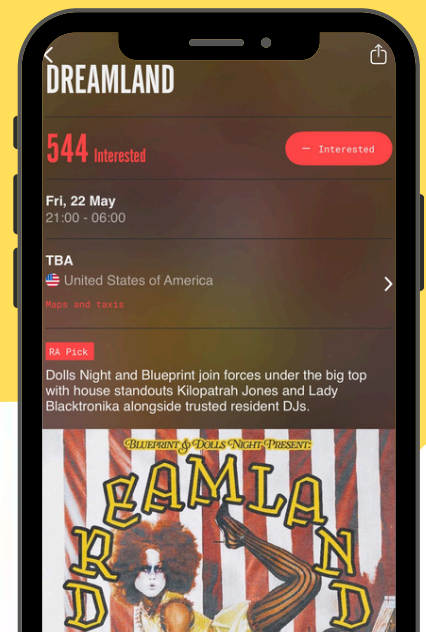 DREAMLAND
544 Interested
− Interested
Fri, 22 May
21:00 - 06:00
TBA
United States of America
Maps and taxis
RA Pick
Dolls Night and Blueprint join forces under the big top
with house standouts Kilopatrah Jones and Lady
Blacktronika alongside trusted resident DJs.
BLUEPRINT & DOLLS NIGHT, PRESENT:
DREAMLAND